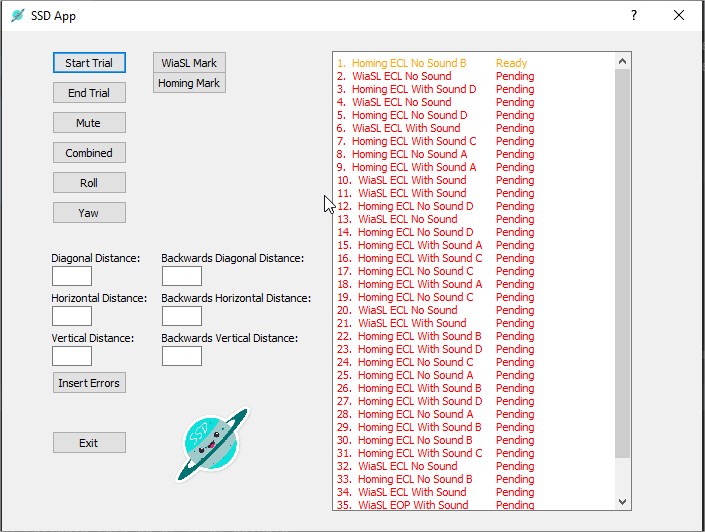 SSD App
?
Start Trial
WiaSL Mark
End Trial
Homing Mark
Mute
Combined
Roll
Yaw
Diagonal Distance:
Backwards Diagonal Distance:
Horizontal Distance:
Backwards Horizontal Distance:
Vertical Distance:
Backwards Vertical Distance:
Insert Errors
Exit
SSD
1. Homing ECL No Sound B Ready
2. WiaSL ECL No Sound Pending
3. Homing ECL With Sound D Pending
4. WiaSL ECL No Sound Pending
5. Homing ECL No Sound D Pending
6. WiaSL ECL With Sound Pending
7. Homing ECL With Sound C Pending
8. Homing ECL No Sound A Pending
9. Homing ECL With Sound A Pending
10. WiaSL ECL With Sound Pending
11. WiaSL ECL With Sound Pending
12. Homing ECL No Sound D Pending
13. WiaSL ECL No Sound Pending
14. Homing ECL No Sound D Pending
15. Homing ECL With Sound A Pending
16. Homing ECL With Sound C Pending
17. Homing ECL No Sound C Pending
18. Homing ECL With Sound A Pending
19. Homing ECL No Sound C Pending
20. WiaSL ECL No Sound Pending
21. WiaSL ECL With Sound Pending
22. Homing ECL With Sound B Pending
23. Homing ECL With Sound D Pending
24. Homing ECL No Sound C Pending
25. Homing ECL No Sound A Pending
26. Homing ECL With Sound B Pending
27. Homing ECL With Sound D Pending
28. Homing ECL No Sound A Pending
29. Homing ECL With Sound B Pending
30. Homing ECL No Sound B Pending
31. Homing ECL With Sound C Pending
32. WiaSL ECL No Sound Pending
33. Homing ECL No Sound B Pending
34. WiaSL ECL With Sound Pending
35. WiaSL EOP With Sound Pending